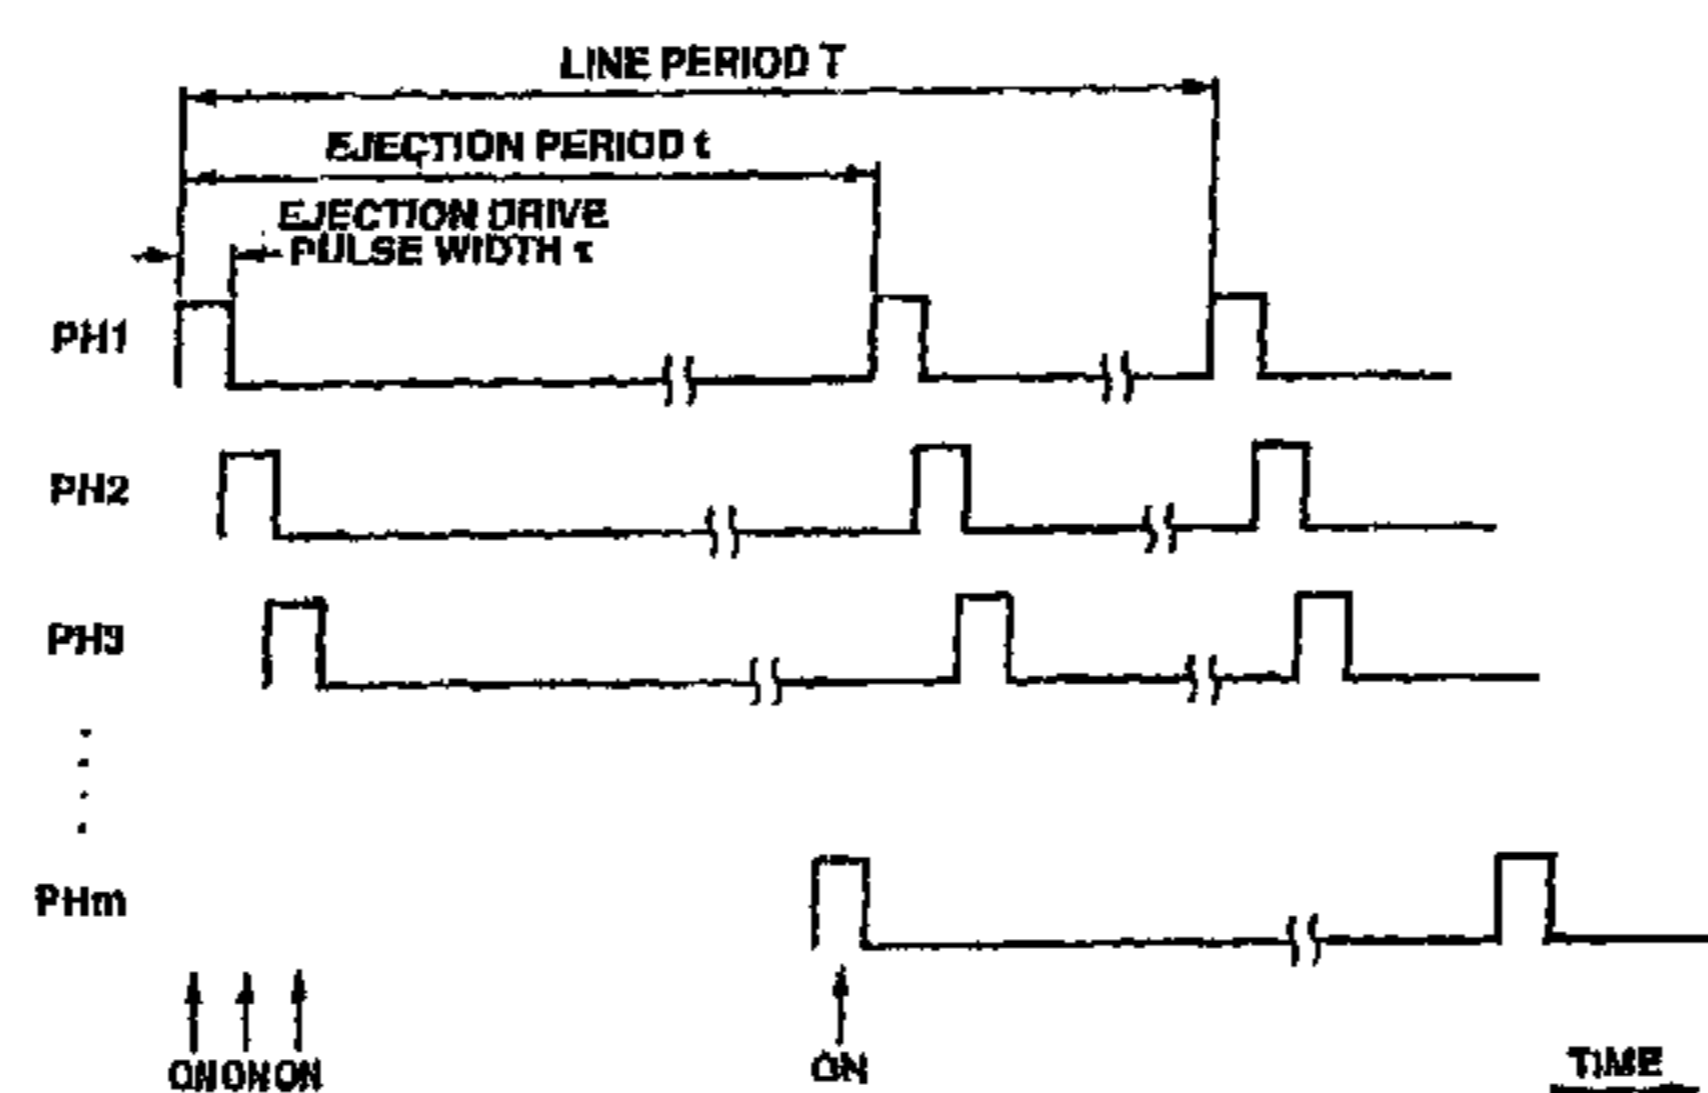 LINE PERIOD T
EJECTION PERIOD t
EJECTION DRIVE
PULSE WIDTH τ
PH1
PH2
PH3
PHm
ON ON ON
ON
TIME